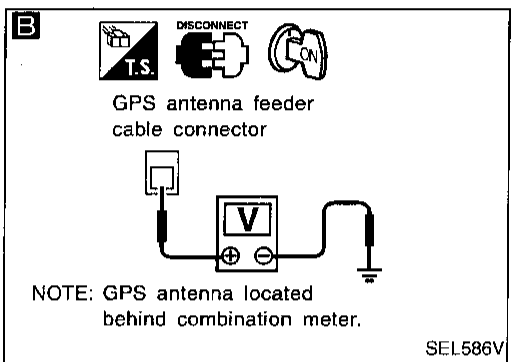 B
DISCONNECT
T.S.
ON
GPS antenna feeder
cable connector
V
NOTE: GPS antenna located
behind combination meter.
SEL586V